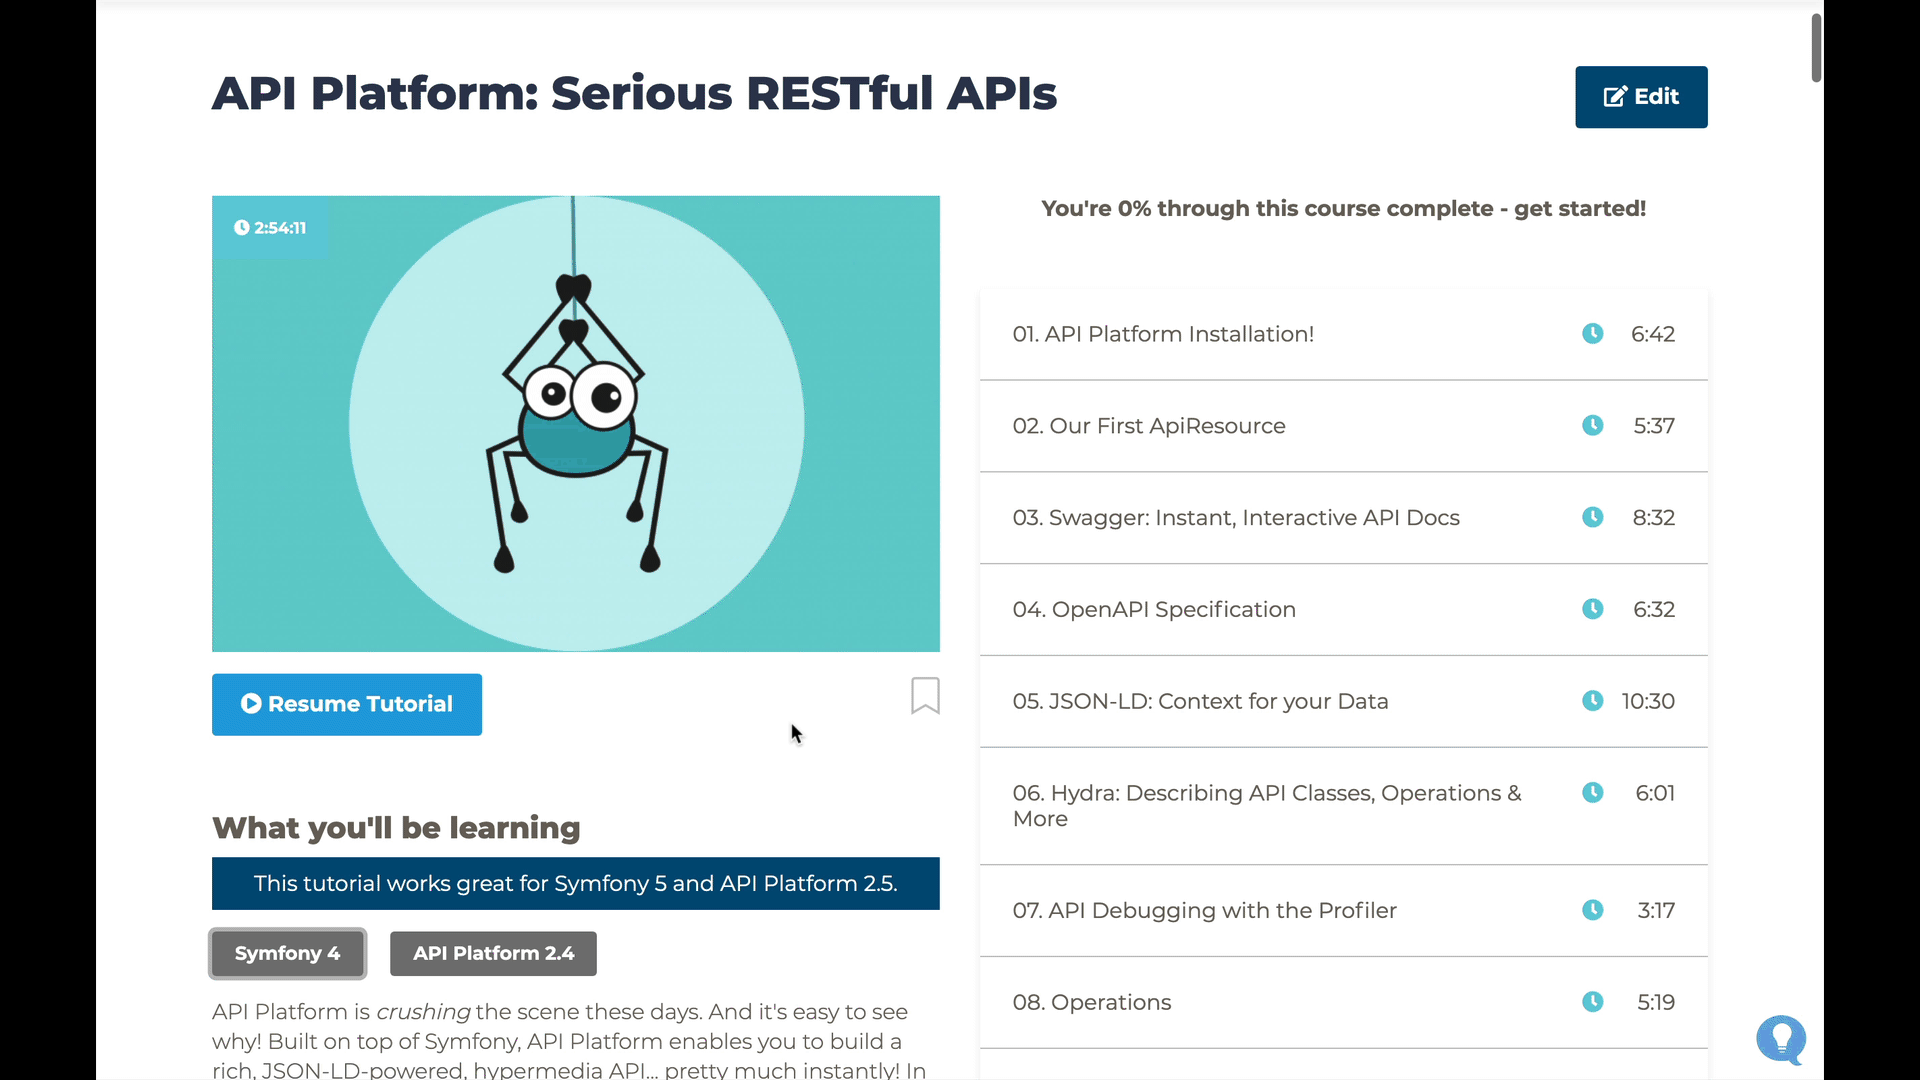 API Platform: Serious RESTful APIs
Edit
2:54:11
Resume Tutorial
What you'll be learning
This tutorial works great for Symfony 5 and API Platform 2.5.
Symfony 4
API Platform 2.4
API Platform is crushing the scene these days. And it's easy to see
why! Built on top of Symfony, API Platform enables you to build a
rich, JSON-LD-powered, hypermedia API... pretty much instantly! In
You're 0% through this course complete - get started!
01. API Platform Installation! 6:42
02. Our First ApiResource 5:37
03. Swagger: Instant, Interactive API Docs 8:32
04. OpenAPI Specification 6:32
05. JSON-LD: Context for your Data 10:30
06. Hydra: Describing API Classes, Operations & 6:01
More
07. API Debugging with the Profiler 3:17
08. Operations 5:19